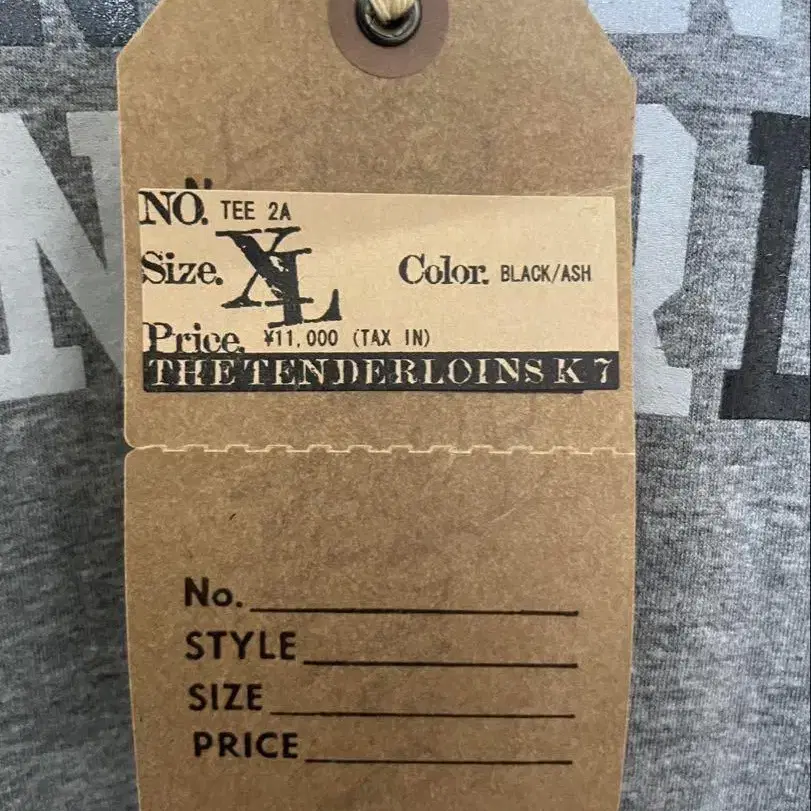 NO. TEE 2A
Size. XL Color. BLACK/ASH
Price. ¥11,000 (TAX IN)
THE TENDERLOINS K 7
No.
STYLE
SIZE
PRICE